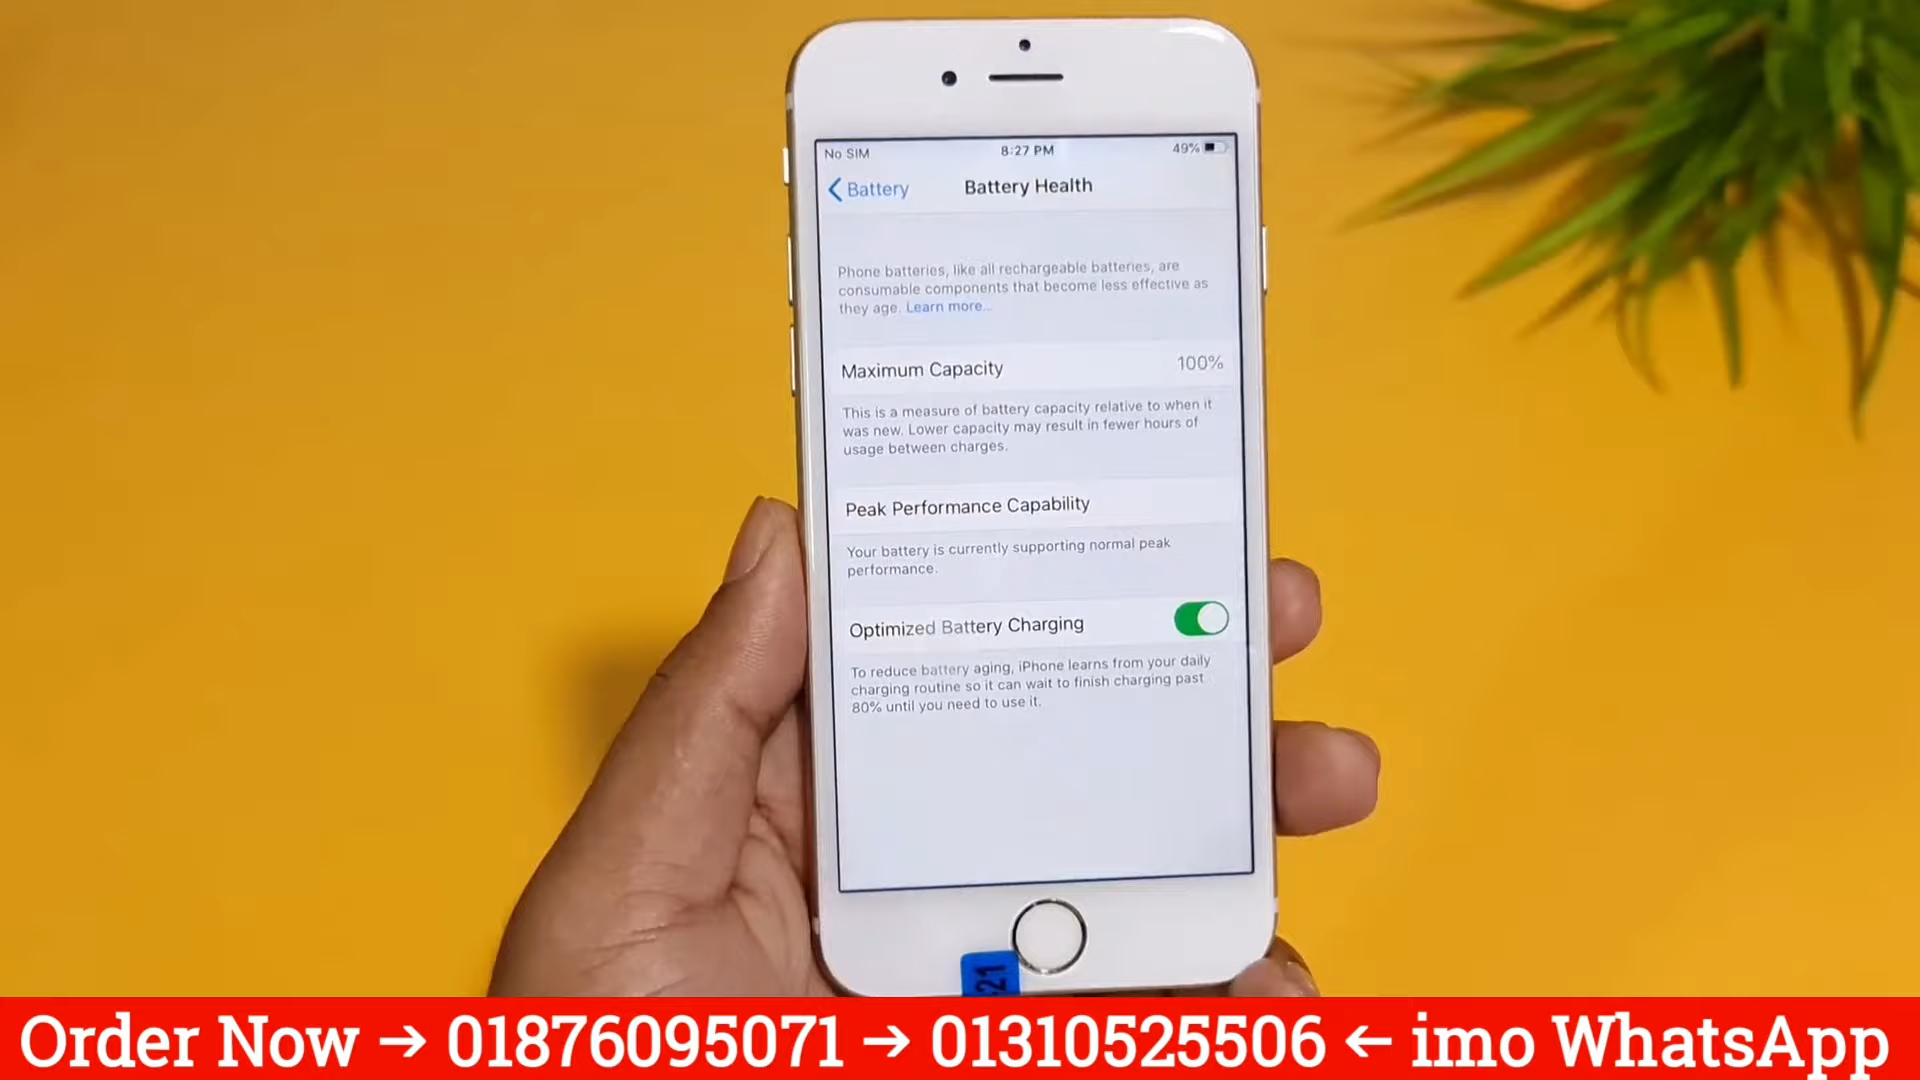 No SIM 8:27 PM 49%
Battery Battery Health
Phone batteries, like all rechargeable batteries, are
consumable components that become less effective as
they age. Learn more...
Maximum Capacity 100%
This is a measure of battery capacity relative to when it
was new. Lower capacity may result in fewer hours of
usage between charges.
Peak Performance Capability
Your battery is currently supporting normal peak
performance.
Optimized Battery Charging
To reduce battery aging, iPhone learns from your daily
charging routine so it can wait to finish charging past
80% until you need to use it.
21
Order Now → 01876095071 → 01310525506 ← imo WhatsApp